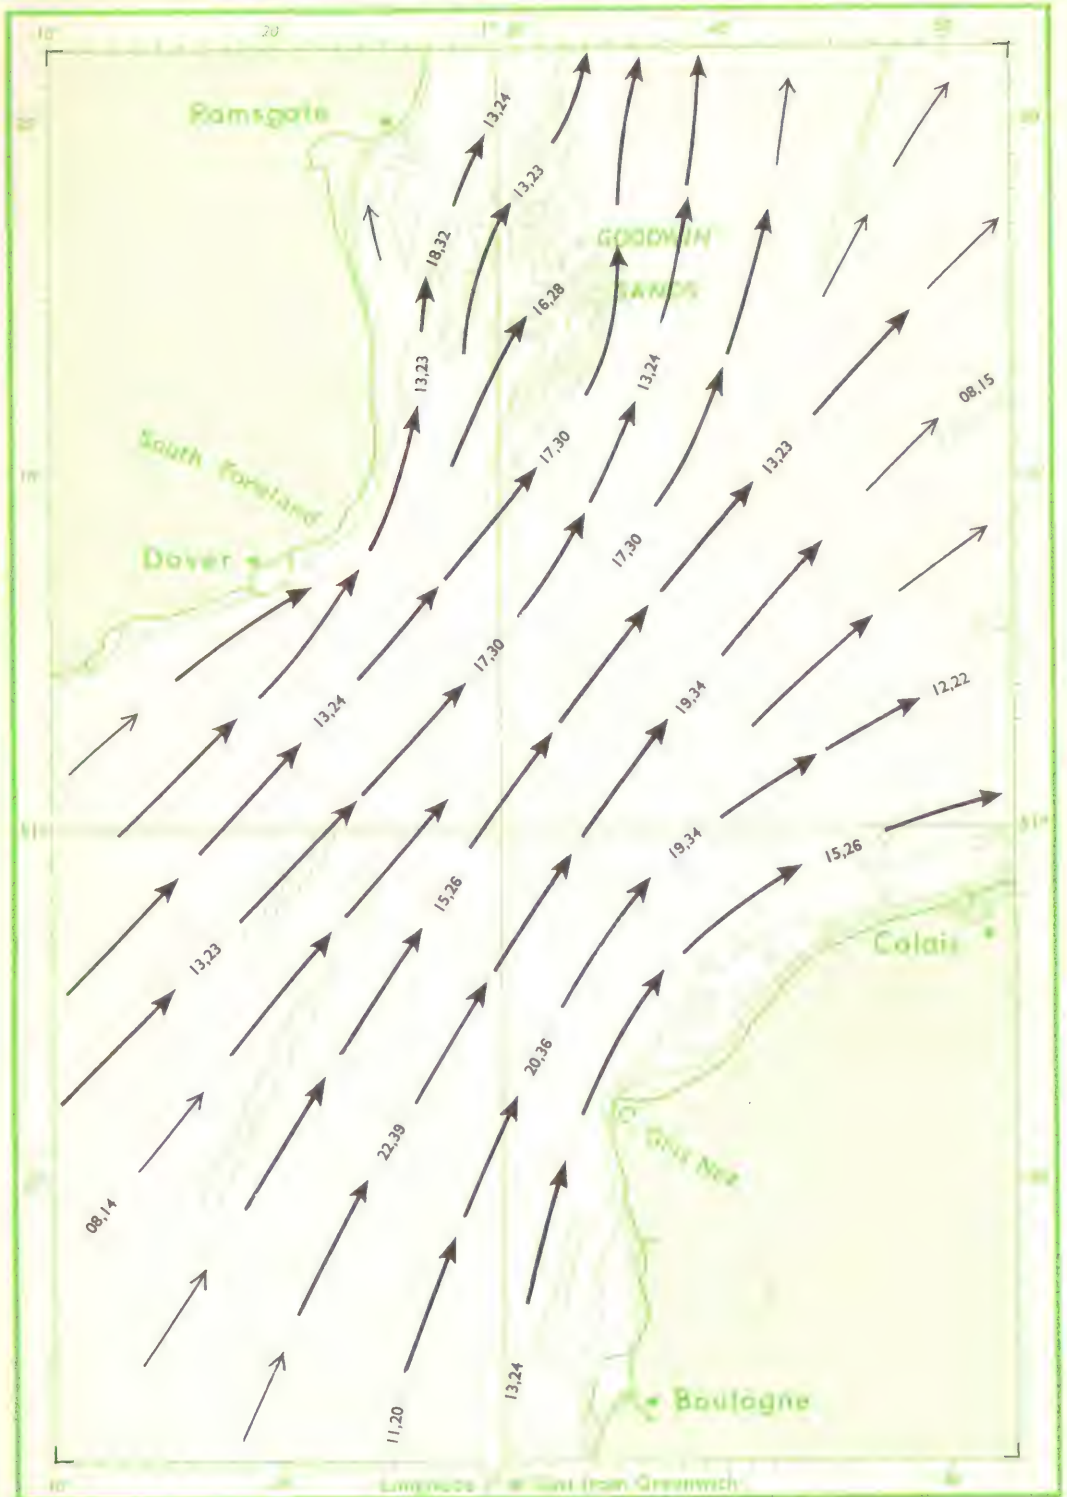 20
40
Ramsgate
13,24
13,23
GOODWIN
SANDS
18,32
16,28
13,23
13,24
08,15
South Foreland
17,30
13,23
17,30
Dover
17,30
13,24
19,34
12,22
19,34
15,26
15,26
13,23
Calais
20,36
22,39
Gris Nez
08,14
13,24
11,20
Boulogne
East from Greenwich